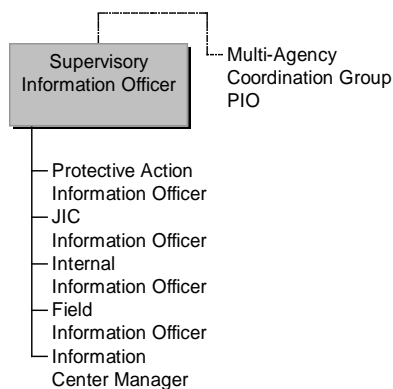 Supervisory
Information Officer
Multi-Agency
Coordination Group
PIO
Protective Action
Information Officer
JIC
Information Officer
Internal
Information Officer
Field
Information Officer
Information
Center Manager